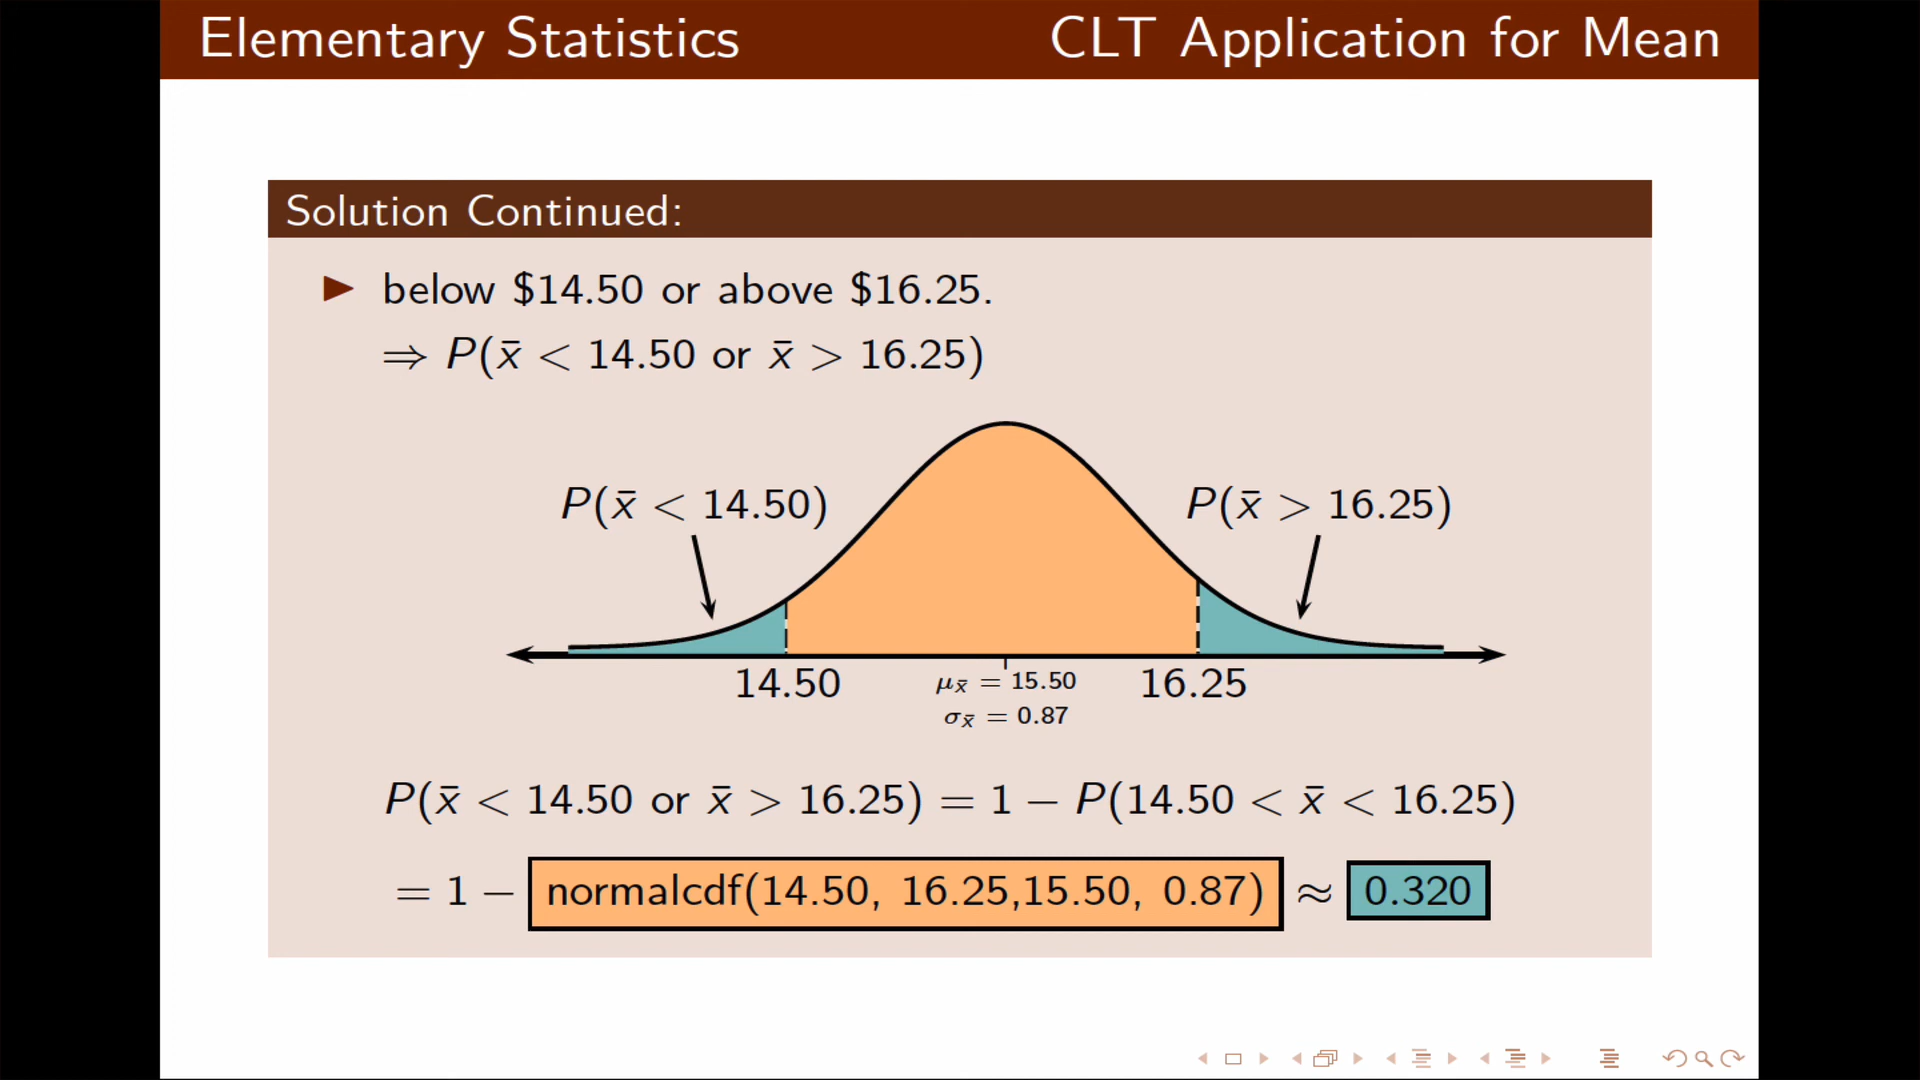 Elementary Statistics CLT Application for Mean
Solution Continued:
▶ below $14.50 or above $16.25.
⇒ P(x̄ < 14.50 or x̄ > 16.25)
P(x̄ < 14.50) P(x̄ > 16.25)
14.50 μx̄ = 15.50 16.25
σx̄ = 0.87
P(x̄ < 14.50 or x̄ > 16.25) = 1 − P(14.50 < x̄ < 16.25)
= 1 − normalcdf(14.50, 16.25,15.50, 0.87) ≈ 0.320